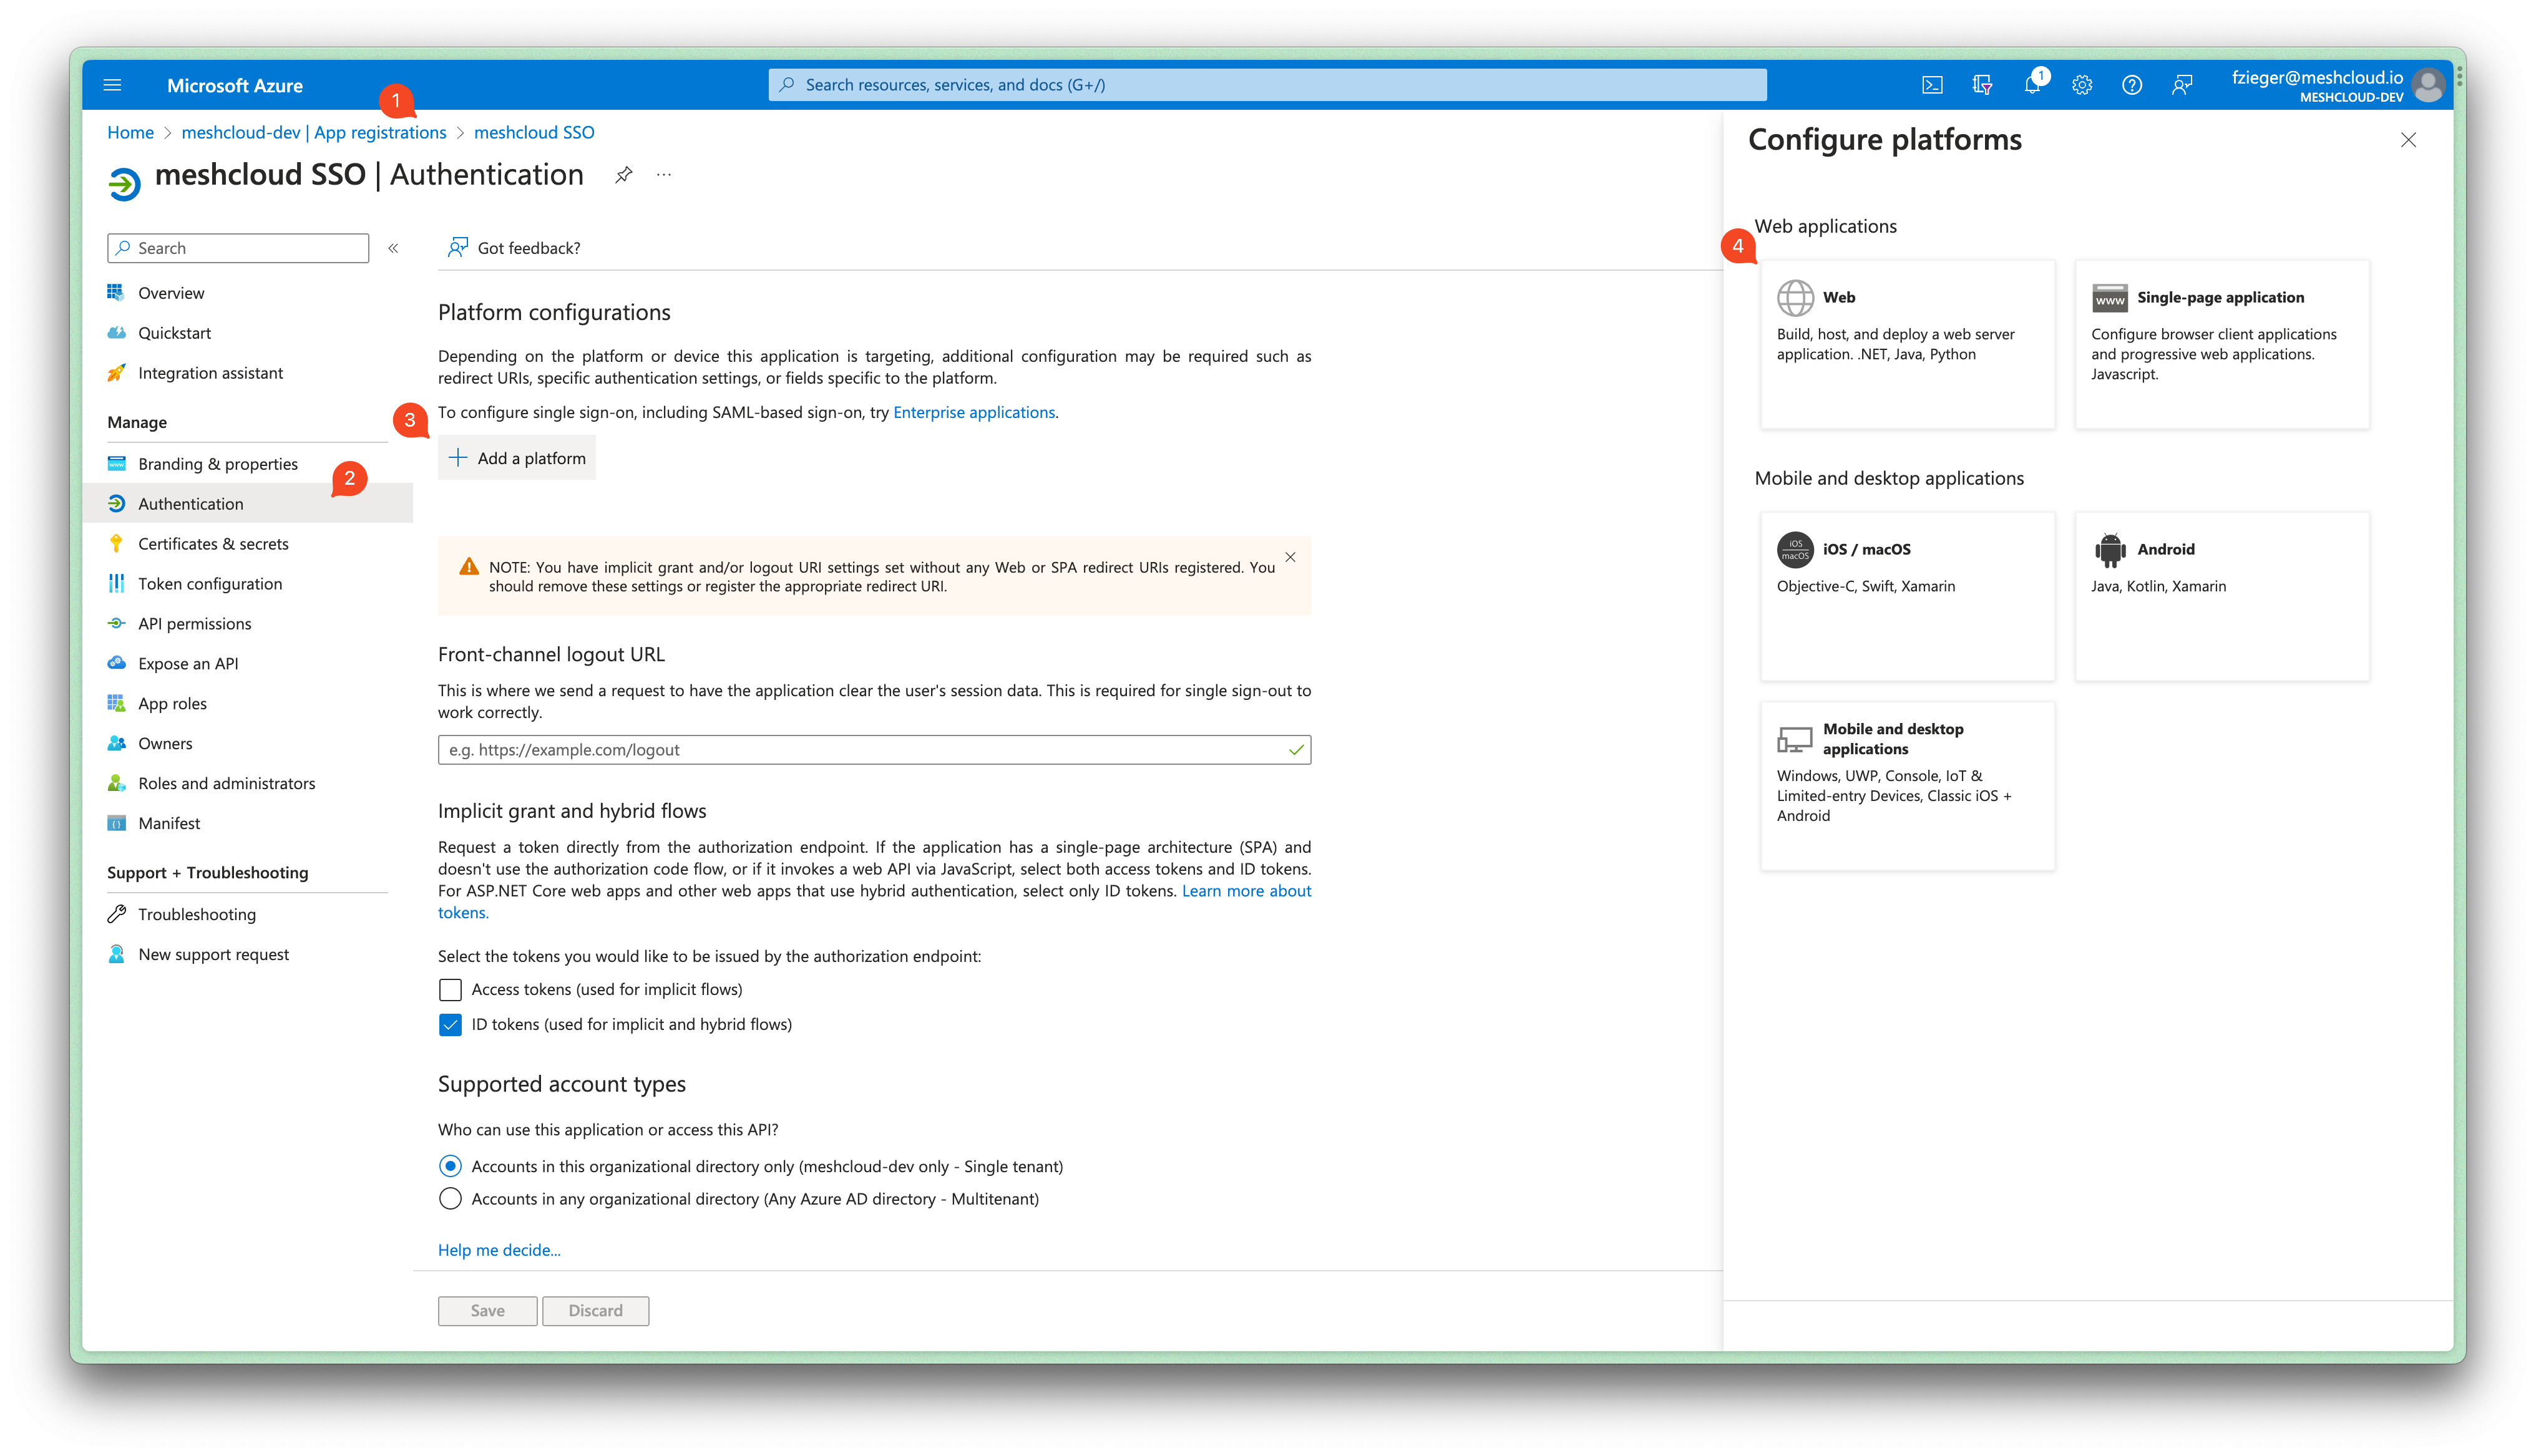 Microsoft Azure
Search resources, services, and docs (G+/)
1
fzieger@meshcloud.io
MESHCLOUD-DEV
1
Home > meshcloud-dev | App registrations > meshcloud SSO
meshcloud SSO | Authentication
...
Search
«
Overview
Quickstart
Integration assistant
Manage
Branding & properties
2
Authentication
Certificates & secrets
Token configuration
API permissions
Expose an API
App roles
Owners
Roles and administrators
Manifest
Support + Troubleshooting
Troubleshooting
New support request
Got feedback?
Platform configurations
Depending on the platform or device this application is targeting, additional configuration may be required such as
redirect URIs, specific authentication settings, or fields specific to the platform.
To configure single sign-on, including SAML-based sign-on, try Enterprise applications.
3
+ Add a platform
NOTE: You have implicit grant and/or logout URI settings set without any Web or SPA redirect URIs registered. You
should remove these settings or register the appropriate redirect URI.
Front-channel logout URL
This is where we send a request to have the application clear the user's session data. This is required for single sign-out to
work correctly.
e.g. https://example.com/logout
Implicit grant and hybrid flows
Request a token directly from the authorization endpoint. If the application has a single-page architecture (SPA) and
doesn't use the authorization code flow, or if it invokes a web API via JavaScript, select both access tokens and ID tokens.
For ASP.NET Core web apps and other web apps that use hybrid authentication, select only ID tokens. Learn more about
tokens.
Select the tokens you would like to be issued by the authorization endpoint:
Access tokens (used for implicit flows)
ID tokens (used for implicit and hybrid flows)
Supported account types
Who can use this application or access this API?
Accounts in this organizational directory only (meshcloud-dev only - Single tenant)
Accounts in any organizational directory (Any Azure AD directory - Multitenant)
Help me decide...
Save
Discard
Configure platforms
Web applications
4
Web
Build, host, and deploy a web server
application. .NET, Java, Python
www
Single-page application
Configure browser client applications
and progressive web applications.
Javascript.
Mobile and desktop applications
iOS
macOS
iOS / macOS
Objective-C, Swift, Xamarin
Android
Java, Kotlin, Xamarin
Mobile and desktop
applications
Windows, UWP, Console, IoT &
Limited-entry Devices, Classic iOS +
Android